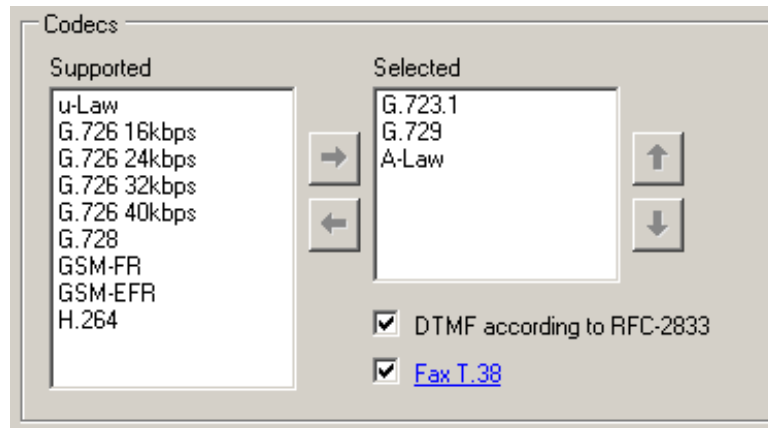 Codecs
Supported
u-Law
G.726 16kbps
G.726 24kbps
G.726 32kbps
G.726 40kbps
G.728
GSM-FR
GSM-EFR
H.264
Selected
G.723.1
G.729
A-Law
DTMF according to RFC-2833
Fax T.38